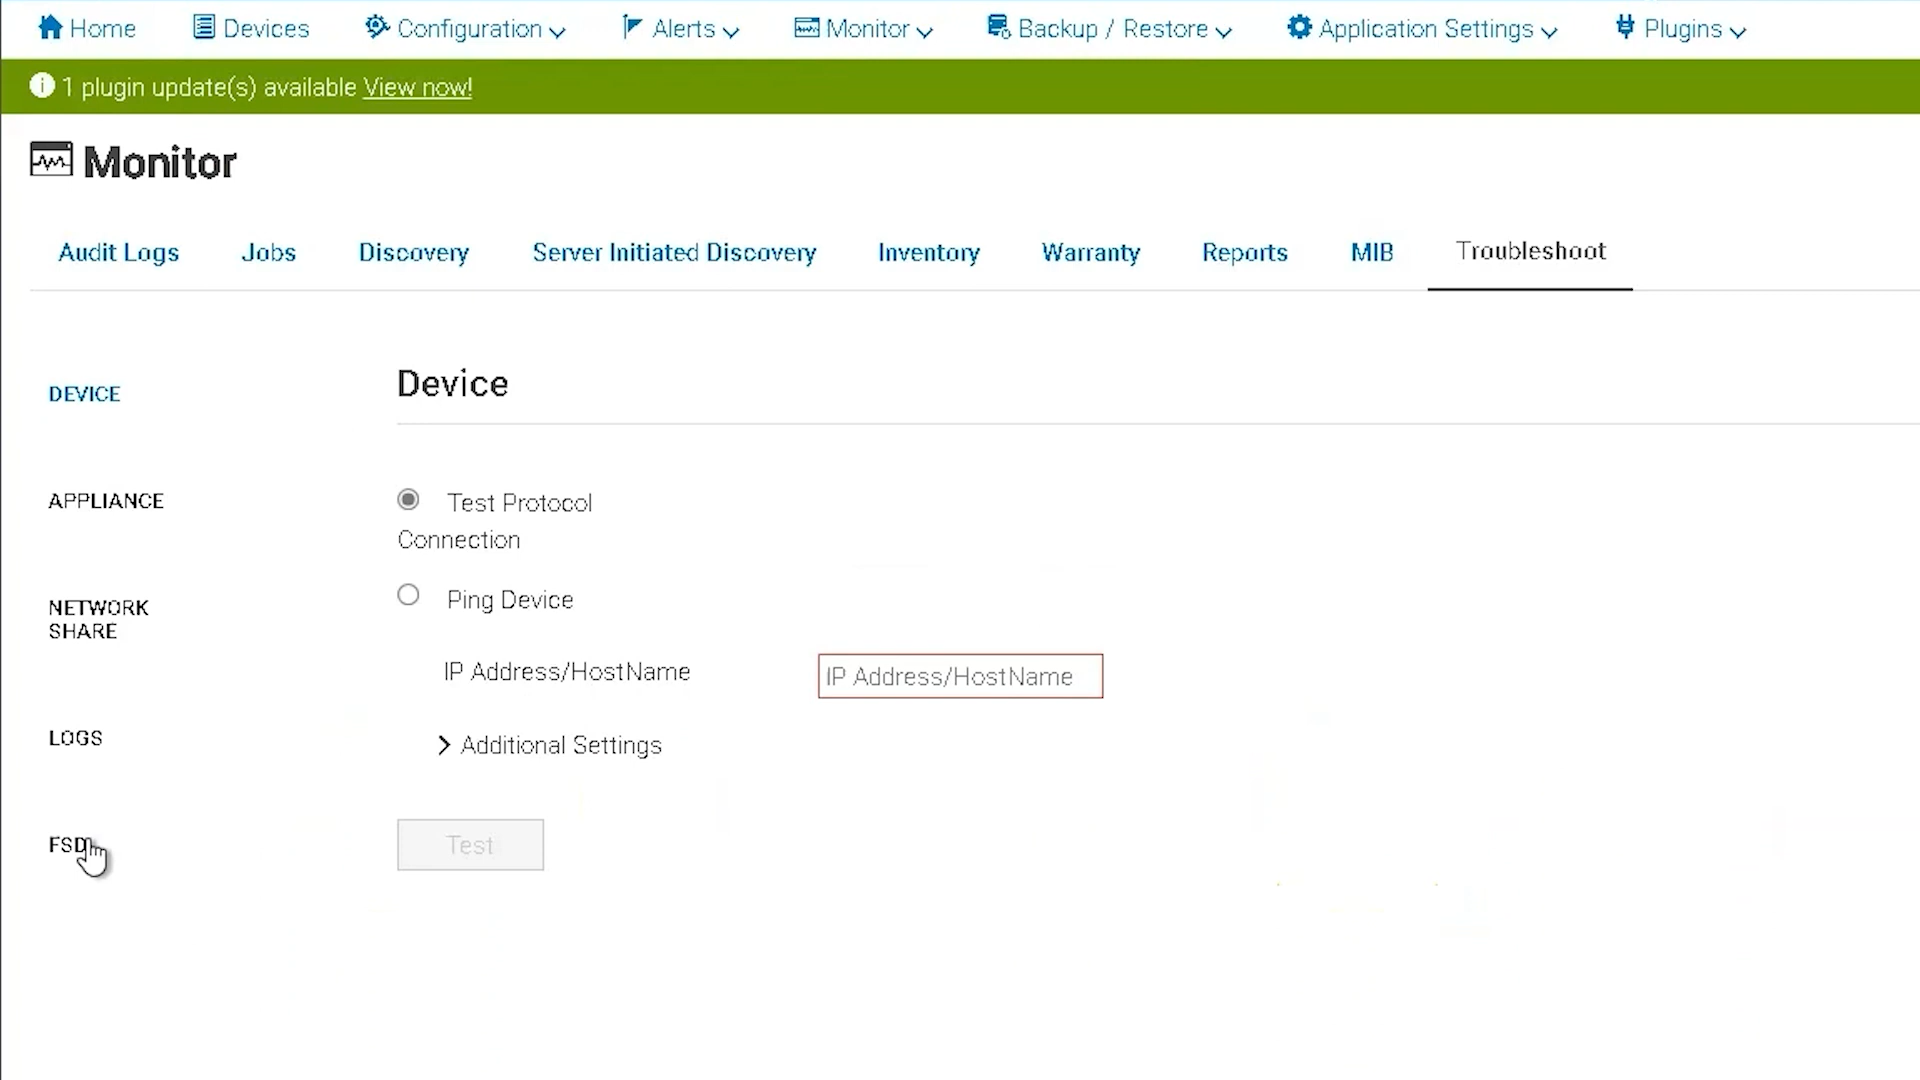 Home Devices Configuration Alerts Monitor Backup / Restore Application Settings Plugins
1 plugin update(s) available View now!
Monitor
Audit Logs Jobs Discovery Server Initiated Discovery Inventory Warranty Reports MIB Troubleshoot
DEVICE
APPLIANCE
NETWORK
SHARE
LOGS
FSD
Device
Test Protocol
Connection
Ping Device
IP Address/HostName IP Address/HostName
Additional Settings
Test